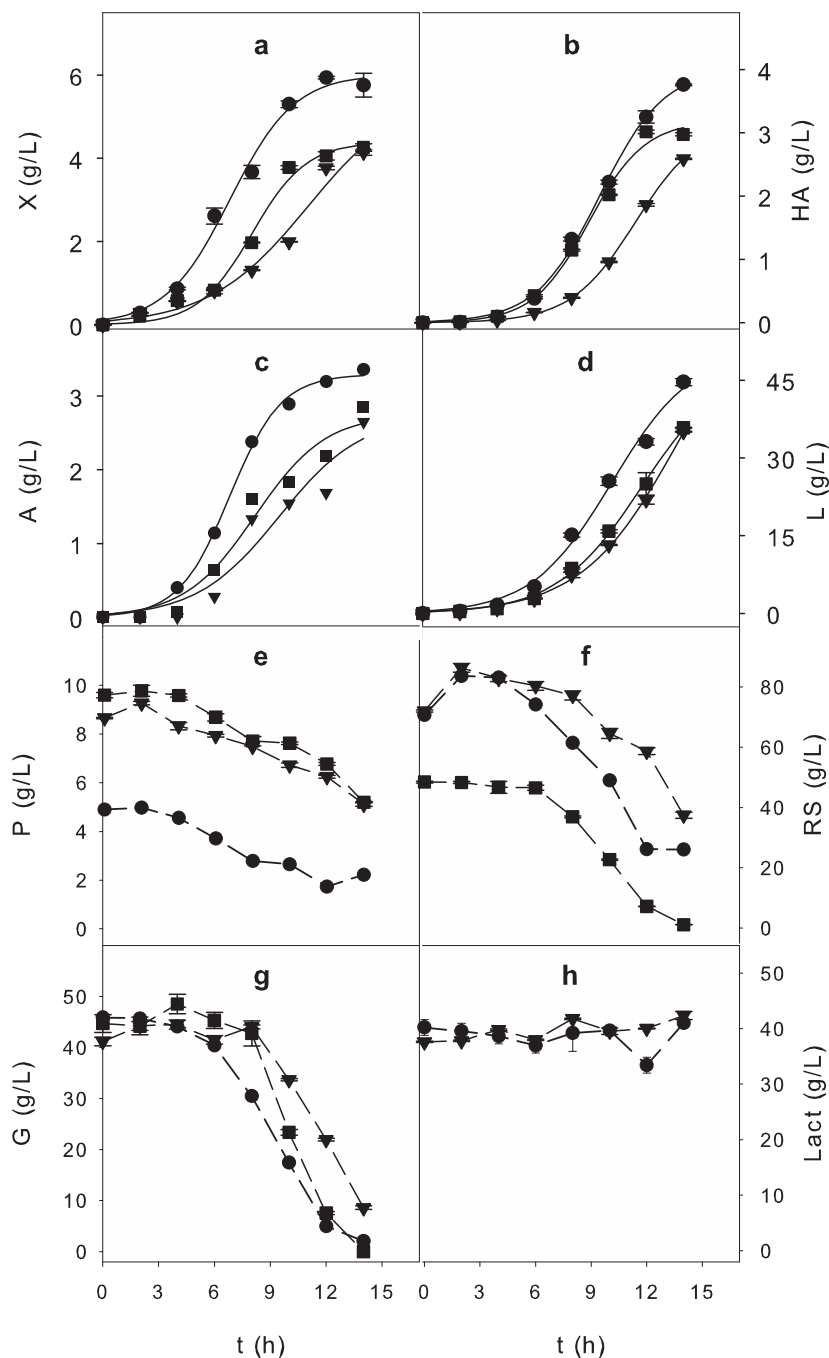 a
b
6
4
2
0
X (g/L)
4
3
2
1
0
HA (g/L)
c
d
3
2
1
0
A (g/L)
45
30
15
0
L (g/L)
e
f
10
8
6
4
2
0
P (g/L)
80
60
40
20
0
RS (g/L)
g
h
50
40
30
20
10
0
G (g/L)
50
40
30
20
10
0
Lact (g/L)
0 3 6 9 12 15
0 3 6 9 12 15
t (h)
t (h)